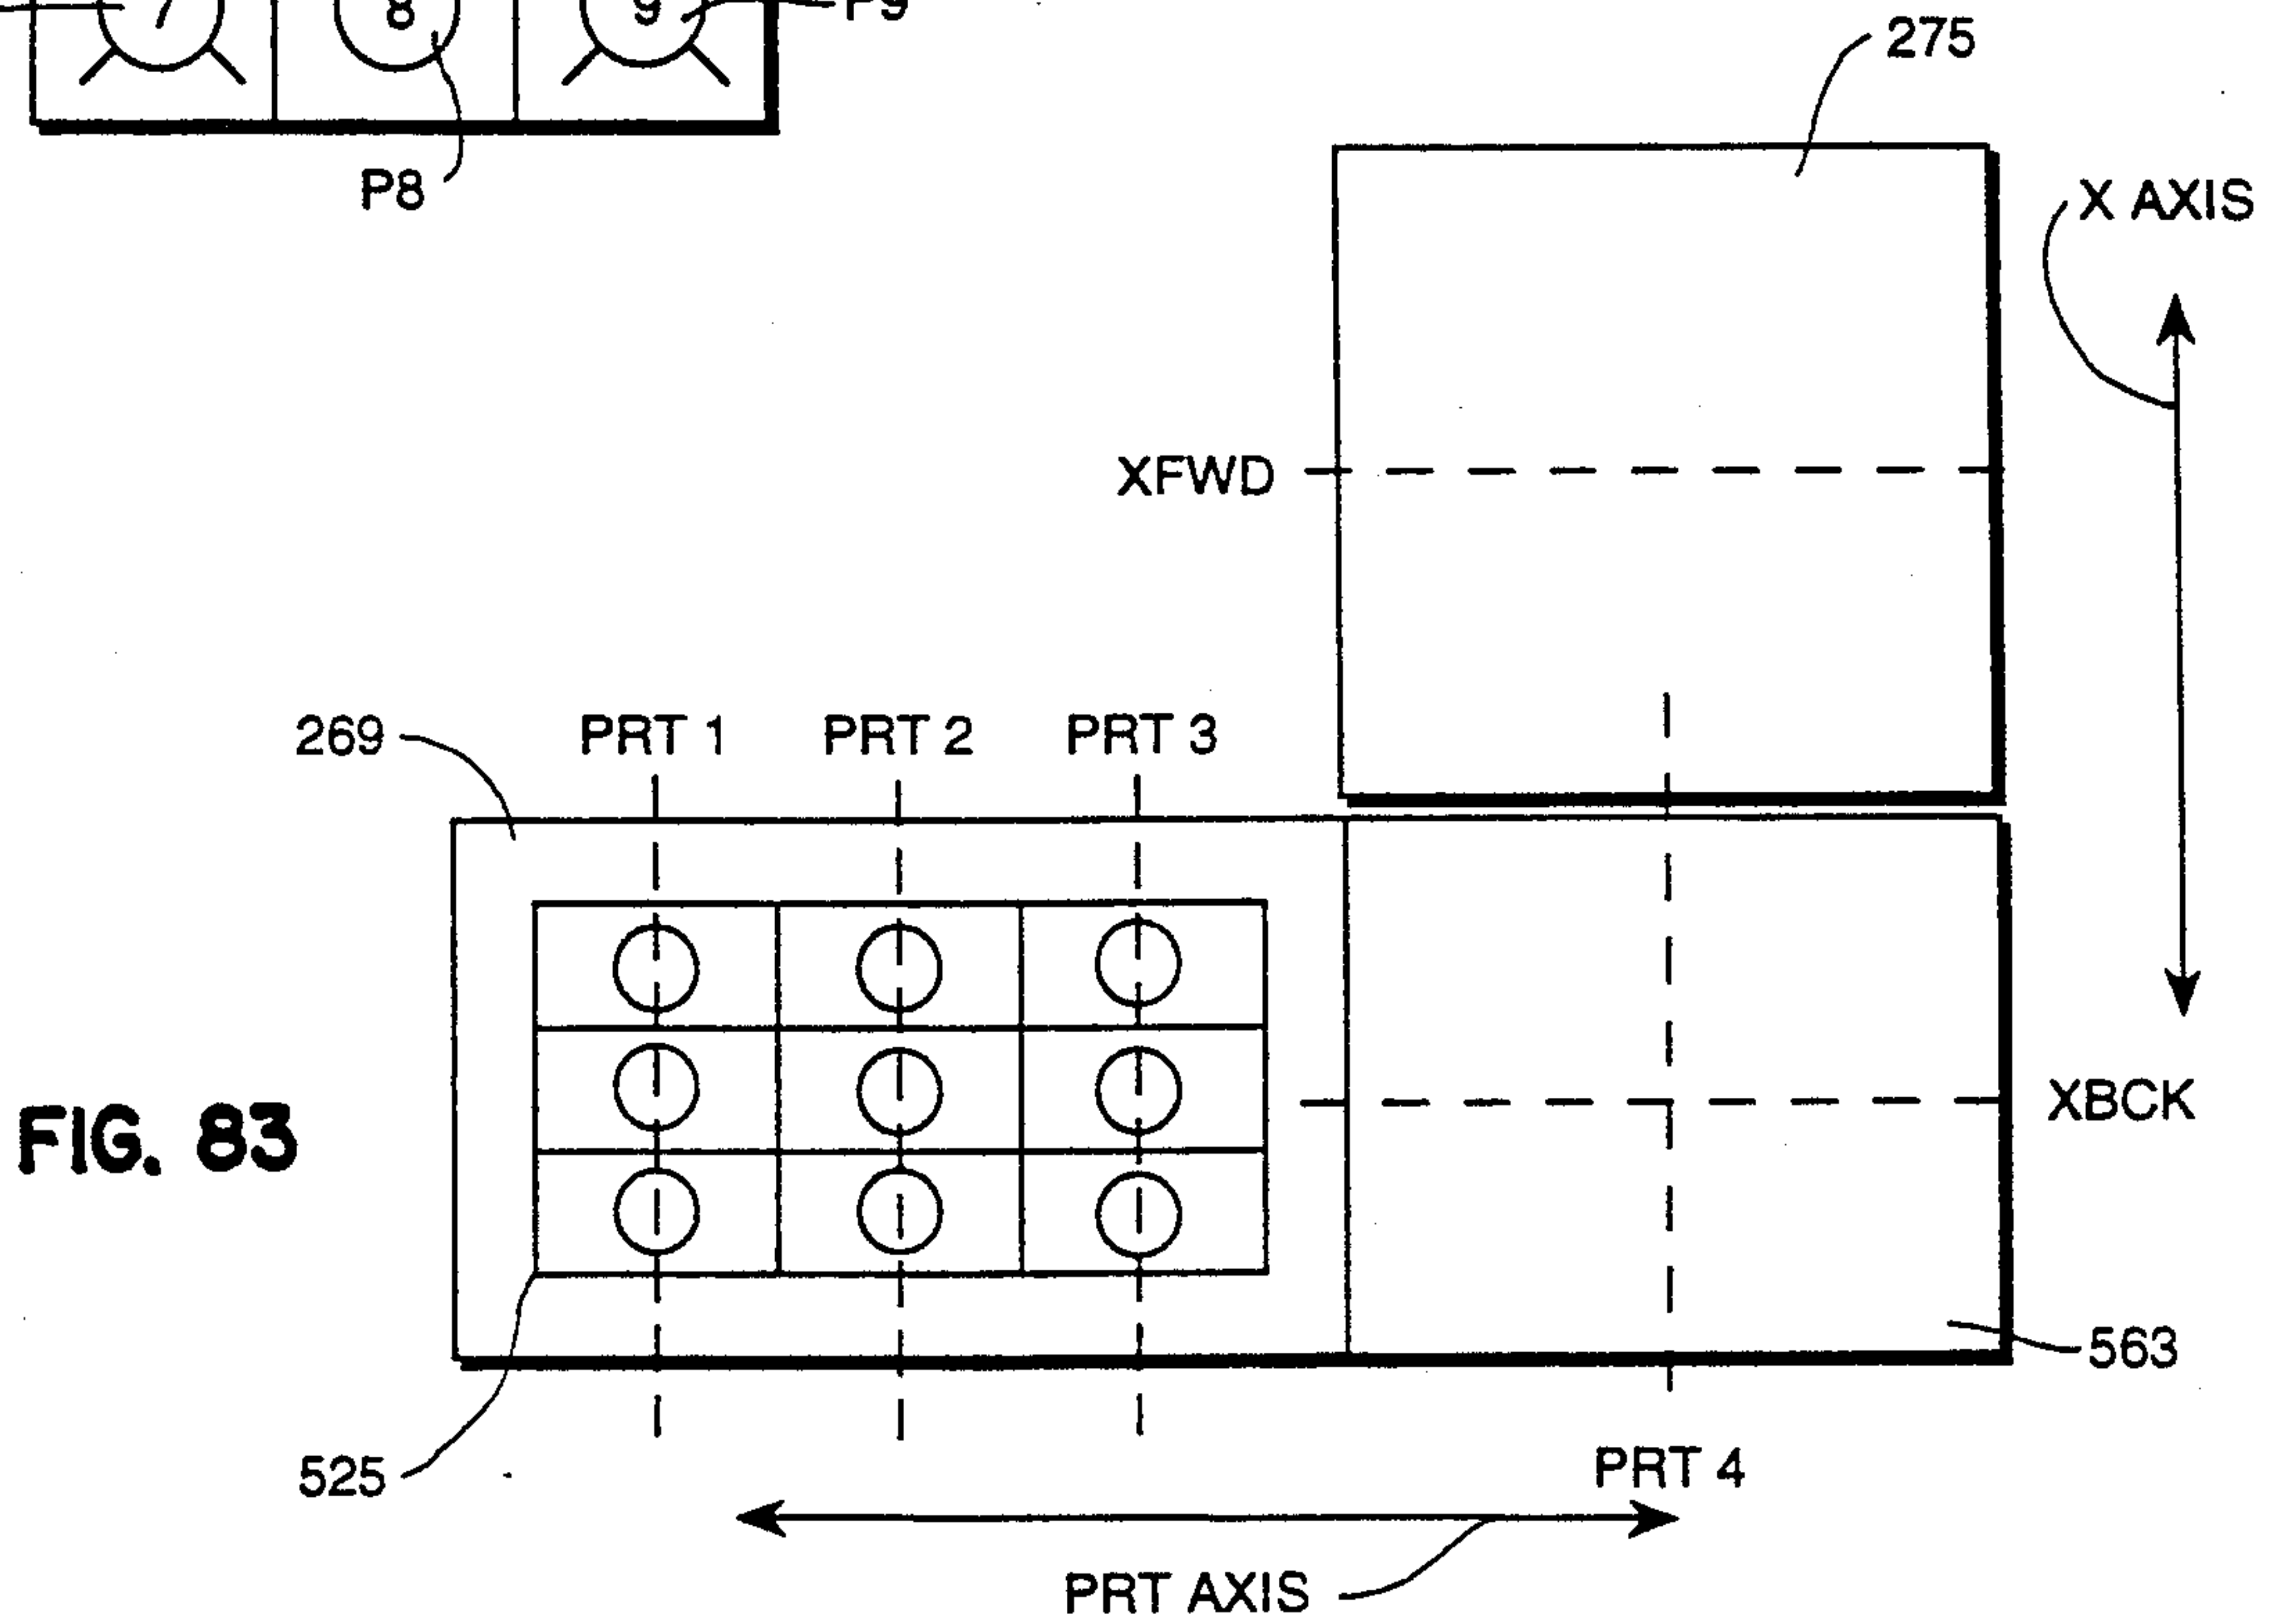 7 8 9 P9
P8
275
X AXIS
XFWD
269 PRT 1 PRT 2 PRT 3
FIG. 83
XBCK
563
525
PRT 4
PRT AXIS